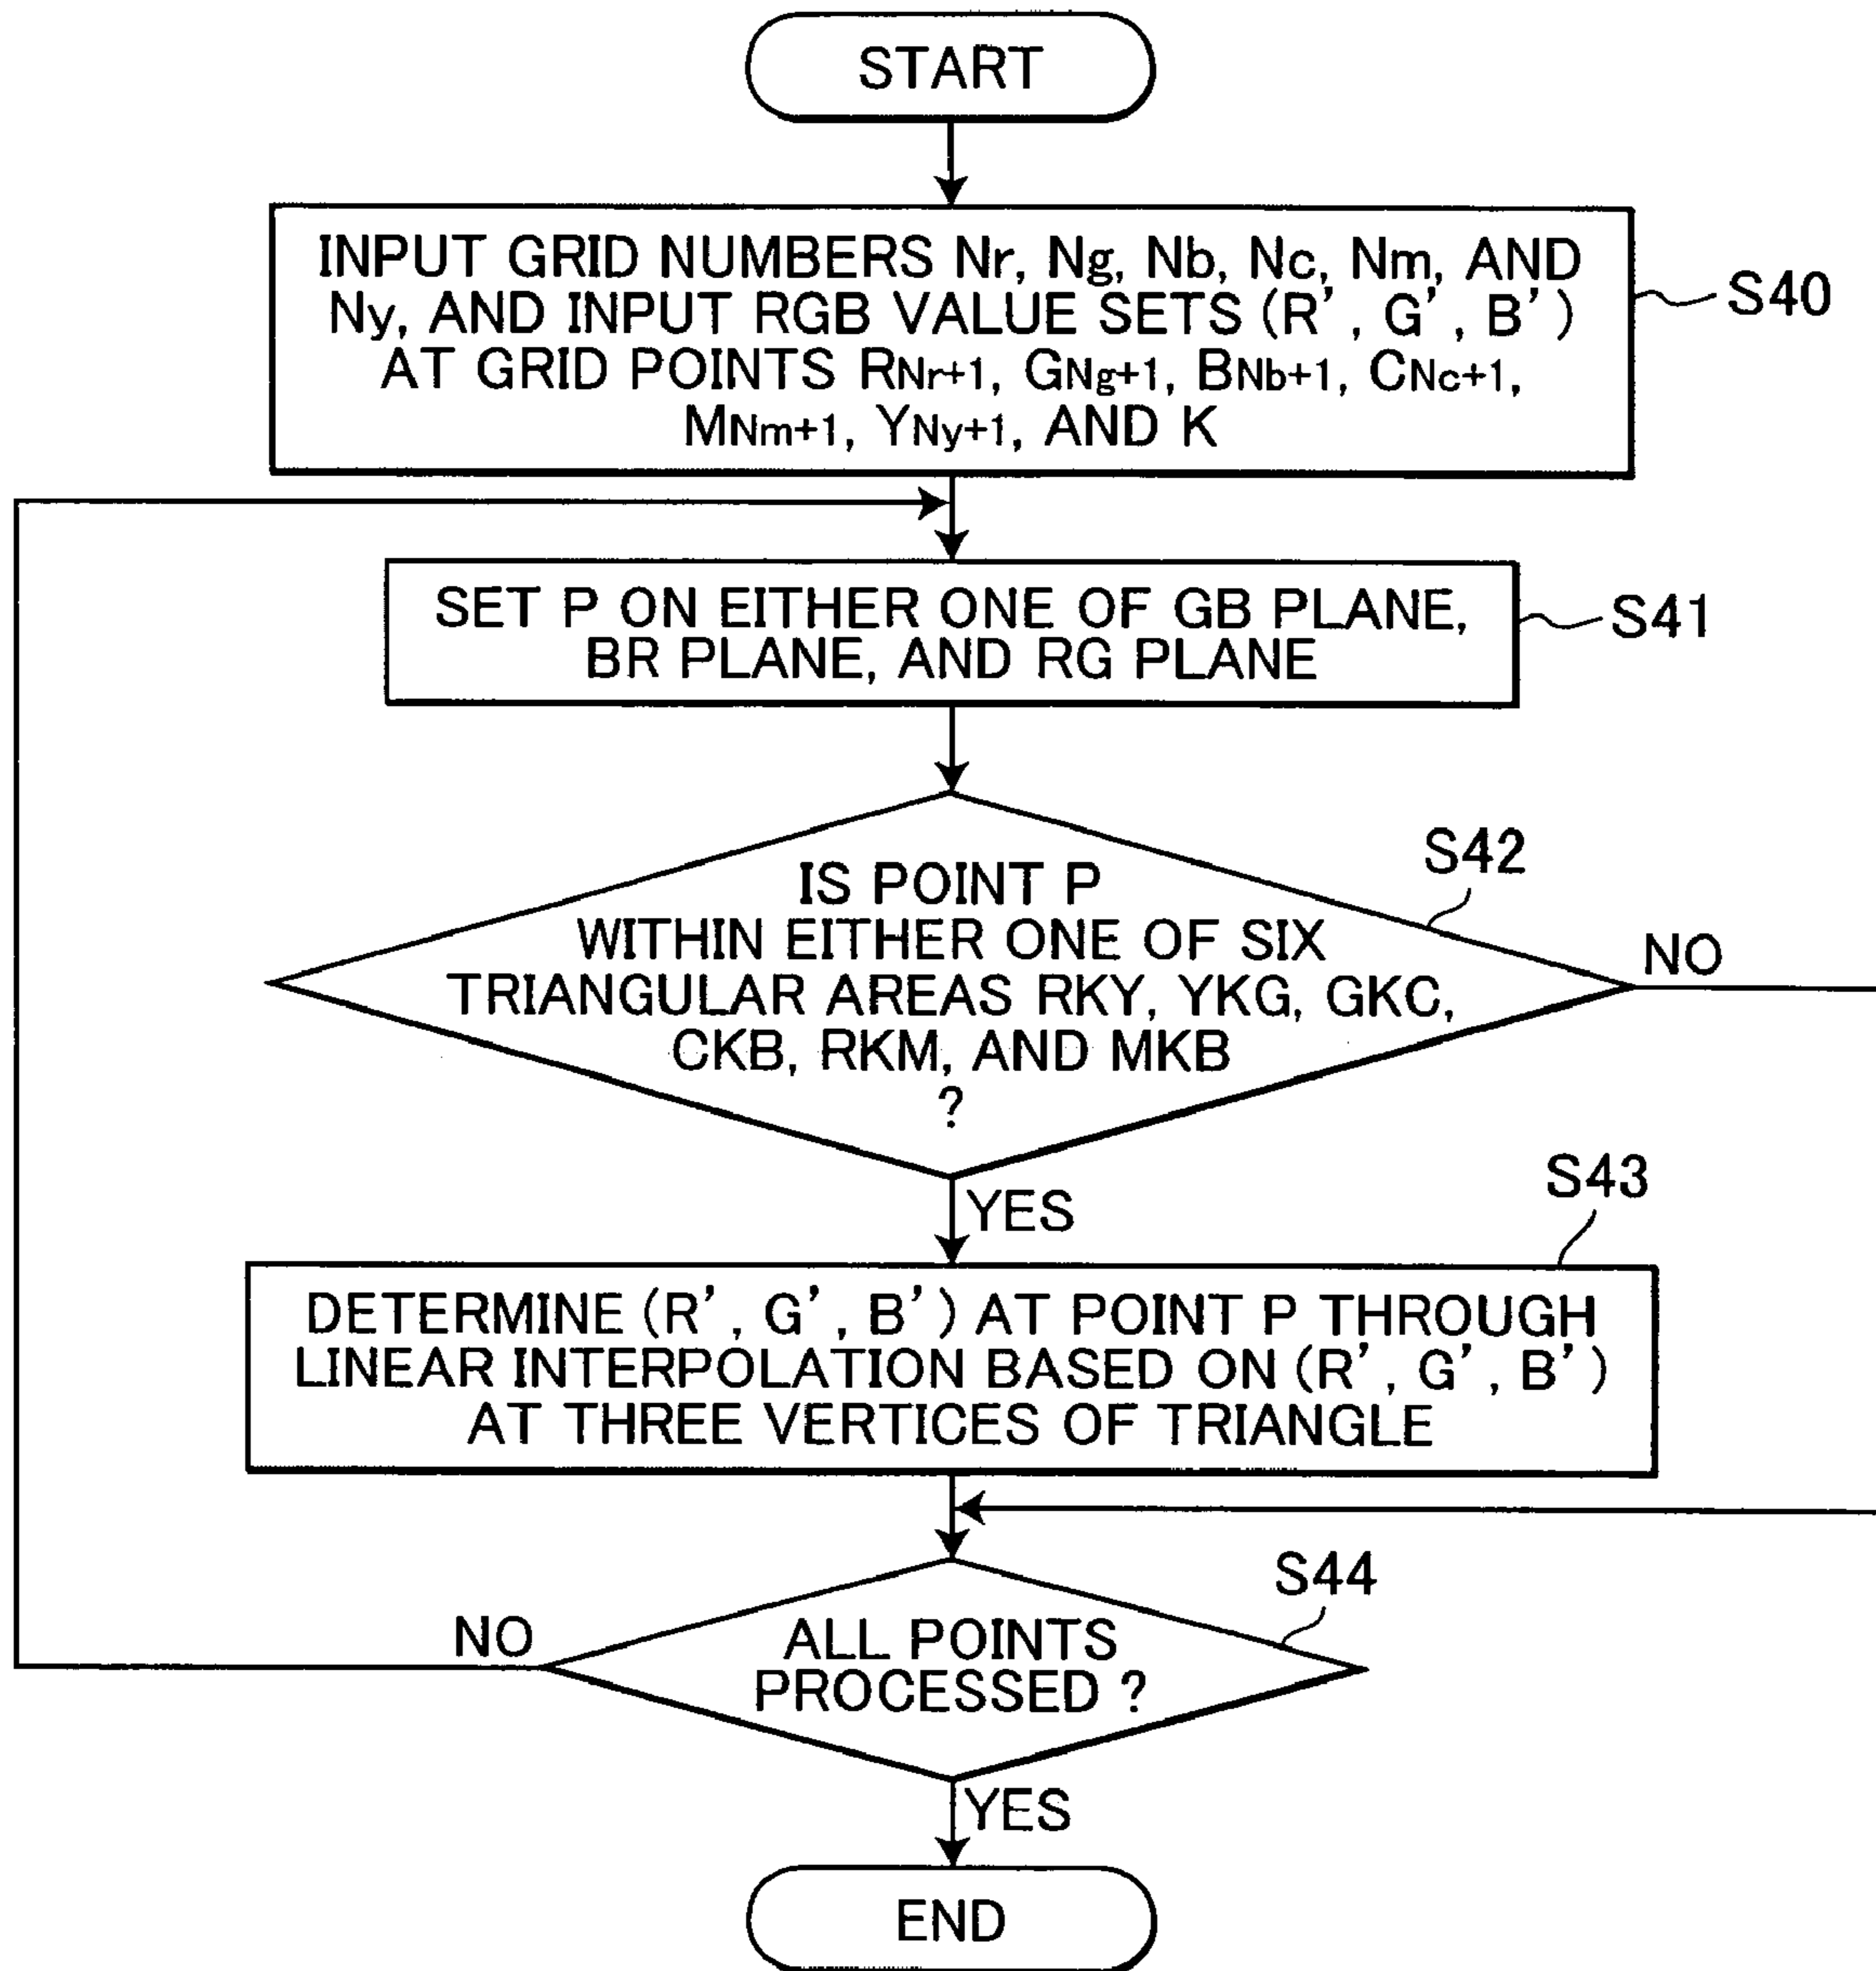 START
INPUT GRID NUMBERS Nr, Ng, Nb, Nc, Nm, AND
Ny, AND INPUT RGB VALUE SETS (R', G', B')
AT GRID POINTS RNr+1, GNg+1, BNb+1, CNc+1,
MNm+1, YNy+1, AND K
S40
SET P ON EITHER ONE OF GB PLANE,
BR PLANE, AND RG PLANE
S41
S42
IS POINT P
WITHIN EITHER ONE OF SIX
TRIANGULAR AREAS RKY, YKG, GKC,
CKB, RKM, AND MKB
?
NO
YES
S43
DETERMINE (R', G', B') AT POINT P THROUGH
LINEAR INTERPOLATION BASED ON (R', G', B')
AT THREE VERTICES OF TRIANGLE
S44
NO
ALL POINTS
PROCESSED ?
YES
END